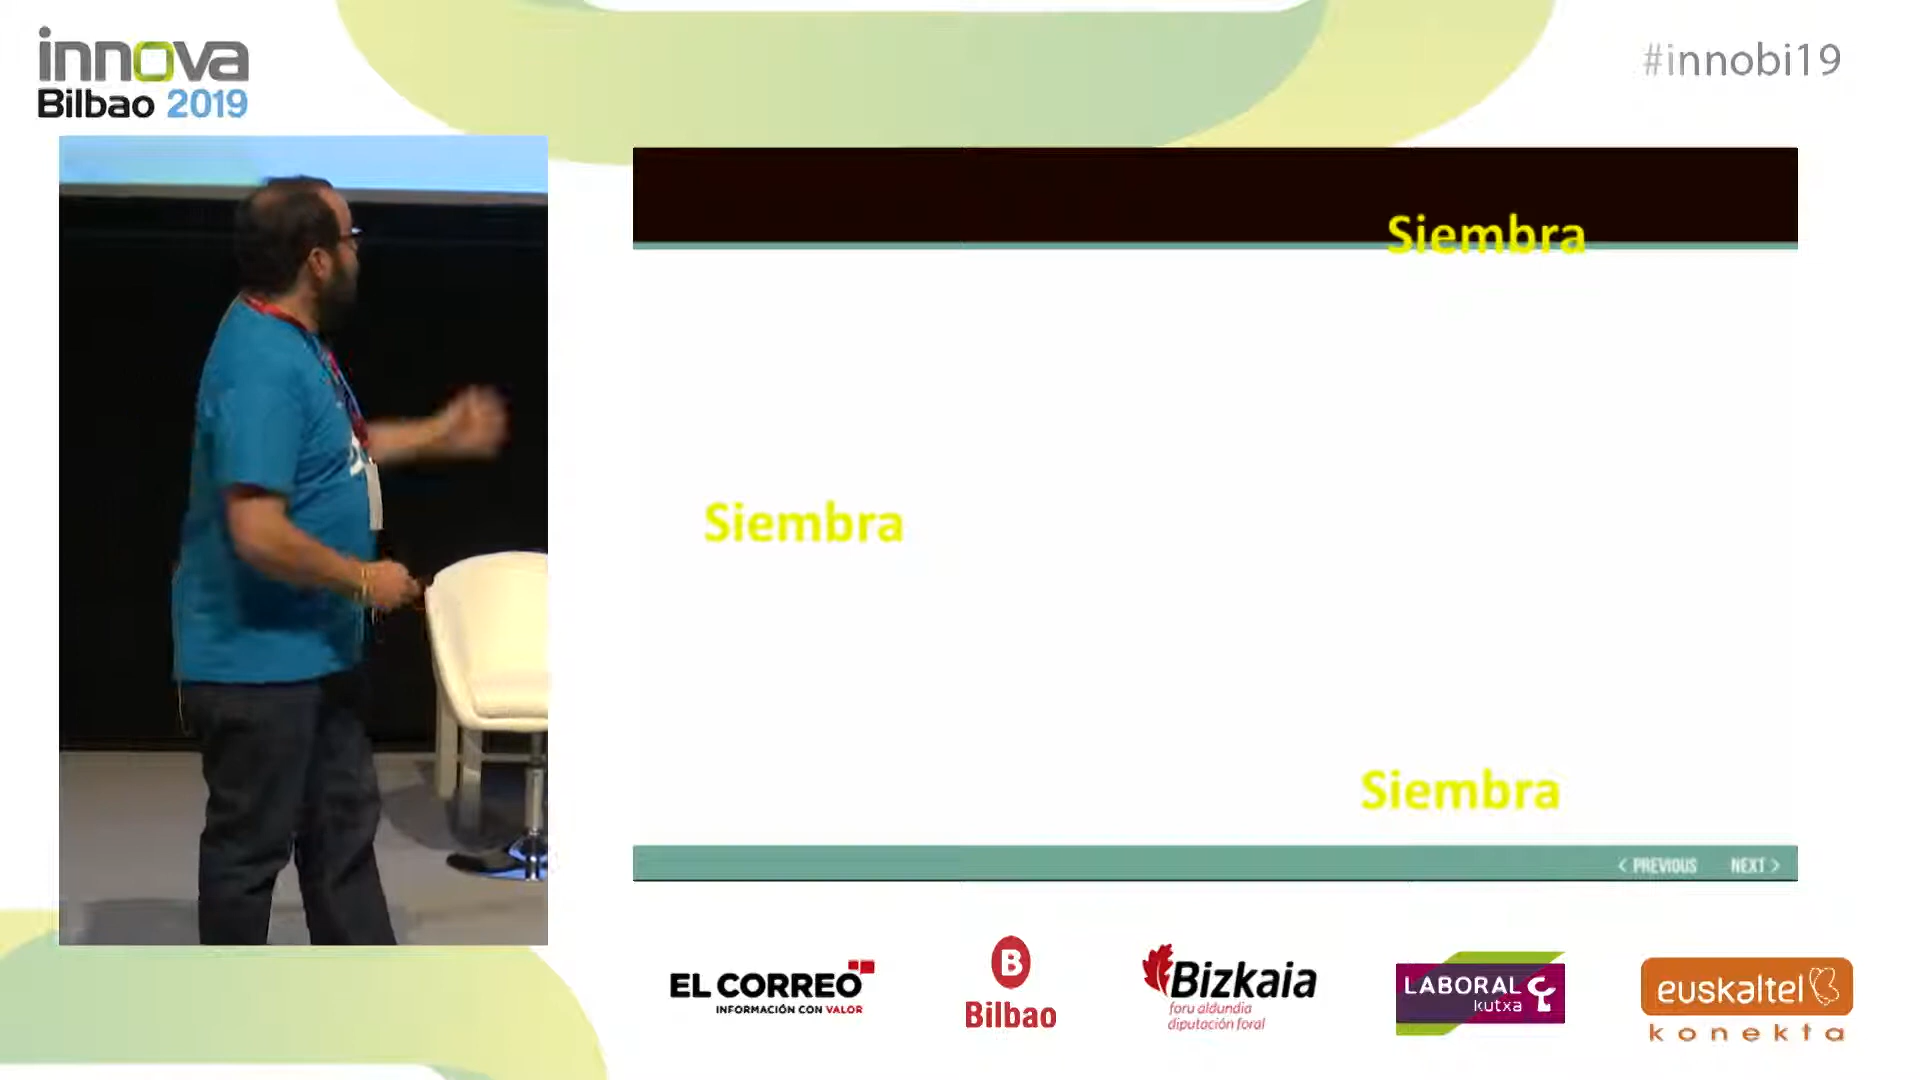 innova
Bilbao 2019
#innobi19
Siembra
Siembra
Siembra
< PREVIOUS NEXT >
EL CORREO
INFORMACIÓN CON VALOR
B
Bilbao
Bizkaia
foru aldundia
diputación foral
LABORAL
kutxa
euskaltel
konekta